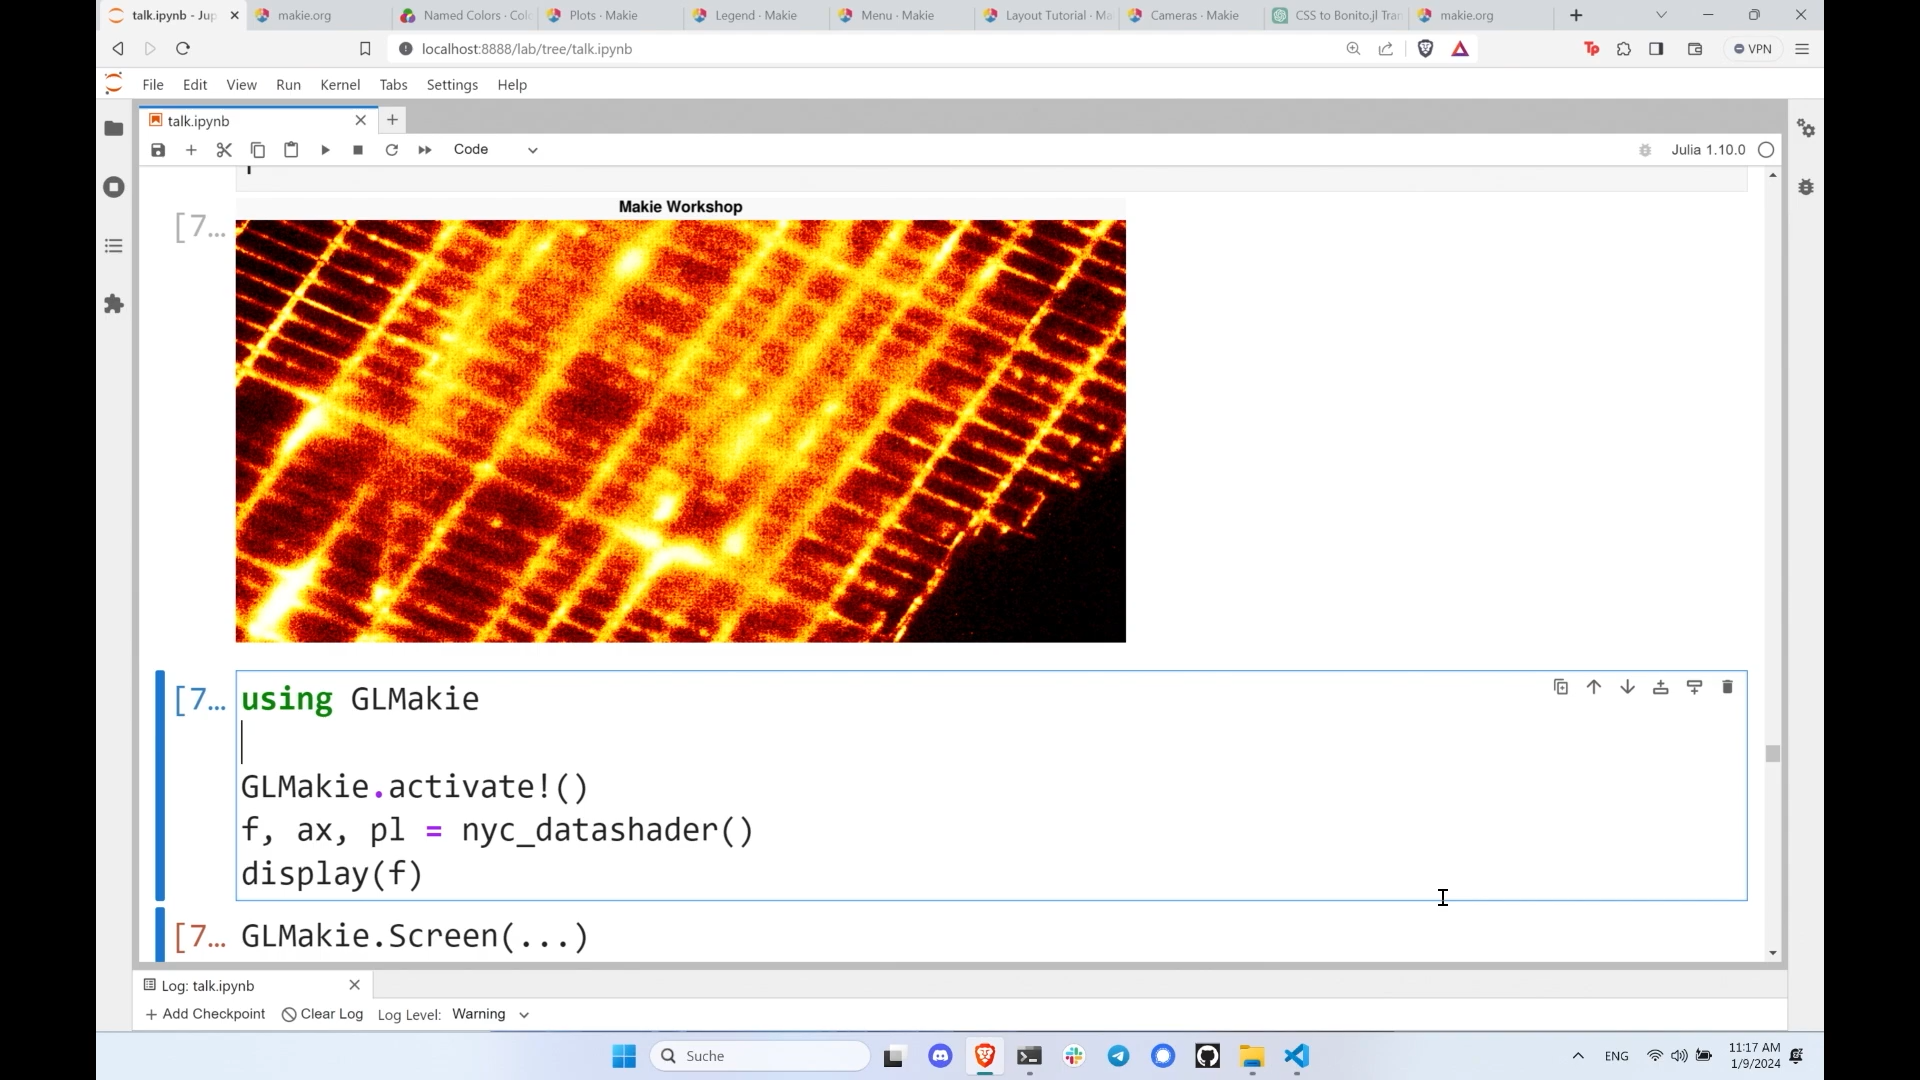 talk.ipynb - Jup
makie.org
Named Colors · Colo
Plots · Makie
Legend · Makie
Menu · Makie
Layout Tutorial · Ma
Cameras · Makie
CSS to Bonito.jl Tran
makie.org
localhost:8888/lab/tree/talk.ipynb
Tp
VPN
File Edit View Run Kernel Tabs Settings Help
talk.ipynb
Code
Julia 1.10.0
[7…
Makie Workshop
[7…
using GLMakie
GLMakie.activate!()
f, ax, pl = nyc_datashader()
display(f)
[7…
GLMakie.Screen(...)
Log: talk.ipynb
Add Checkpoint
Clear Log
Log Level:
Warning
Suche
ENG
11:17 AM
1/9/2024